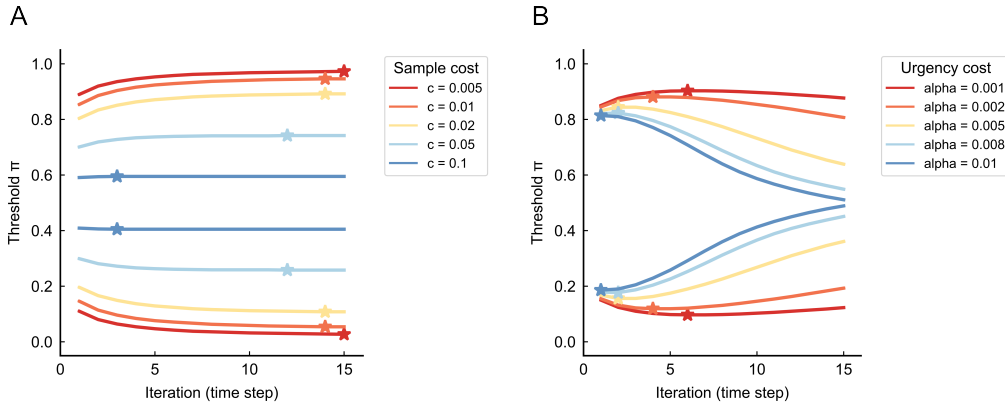 A
1.0
0.8
0.6
0.4
0.2
0.0
Threshold π
0
5
10
15
Iteration (time step)
Sample cost
c = 0.005
c = 0.01
c = 0.02
c = 0.05
c = 0.1
B
1.0
0.8
0.6
0.4
0.2
0.0
Threshold π
0
5
10
15
Iteration (time step)
Urgency cost
alpha = 0.001
alpha = 0.002
alpha = 0.005
alpha = 0.008
alpha = 0.01